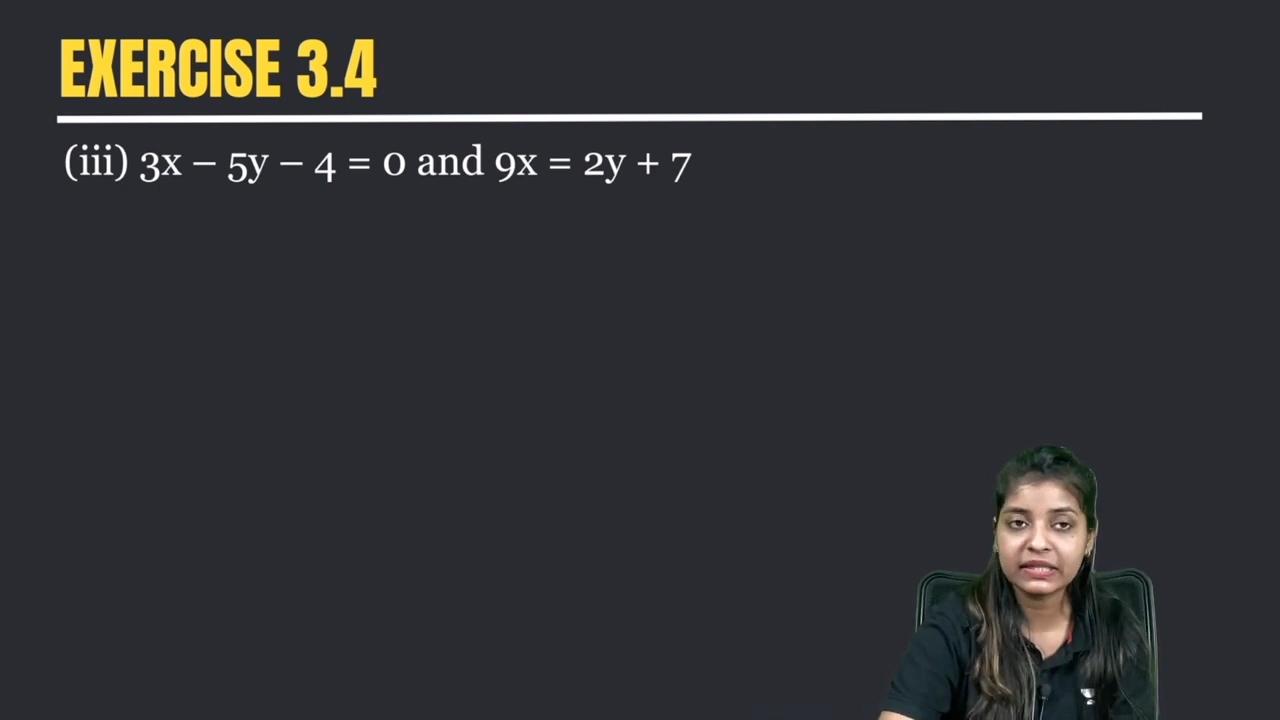 EXERCISE 3.4
(iii) 3x – 5y – 4 = 0 and 9x = 2y + 7